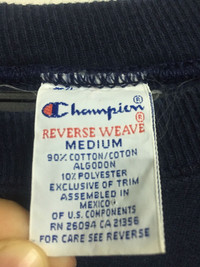 Champion®
REVERSE WEAVE®
MEDIUM
90% COTTON/COTON
ALGODON
10% POLYESTER
EXCLUSIVE OF TRIM
ASSEMBLED IN
MEXICO
OF U.S. COMPONENTS
RN 26094 CA 21356
FOR CARE SEE REVERSE